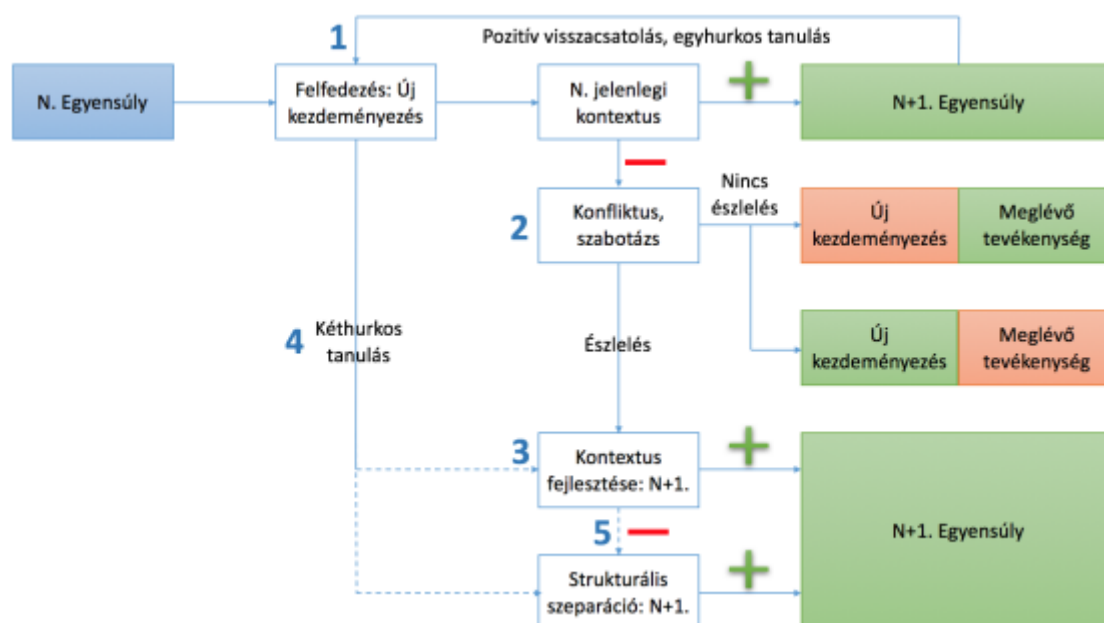 1
Pozitív visszacsatolás, egyhurkos tanulás
N. Egyensúly
Felfedezés: Új
kezdeményezés
N. jelenlegi
kontextus
N+1. Egyensúly
2
Konfliktus,
szabotázs
Nincs
észlelés
Új
kezdeményezés
Meglévő
tevékenység
4
Kéthurkos
tanulás
Észlelés
Új
kezdeményezés
Meglévő
tevékenység
3
Kontextus
fejlesztése: N+1.
5
N+1. Egyensúly
Strukturális
szeparáció: N+1.